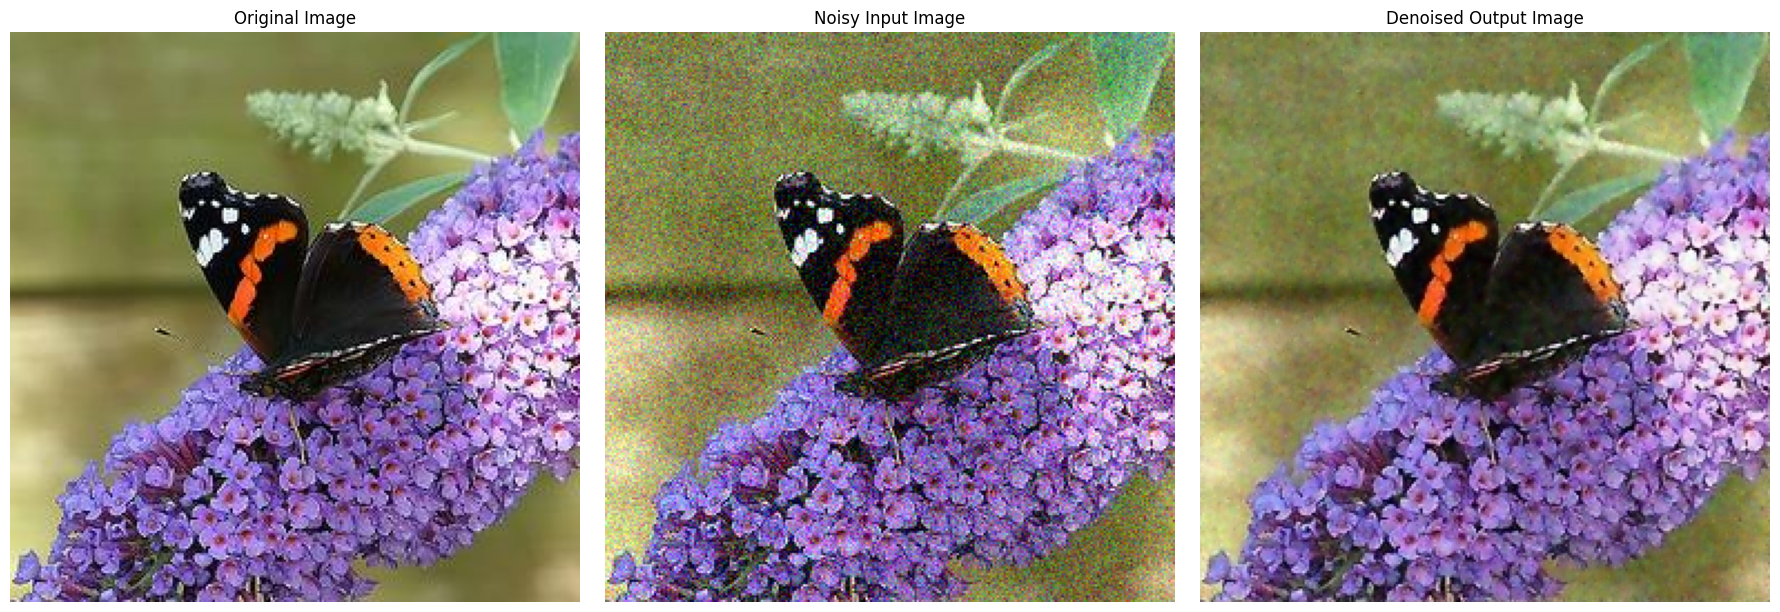 Original Image
Noisy Input Image
Denoised Output Image